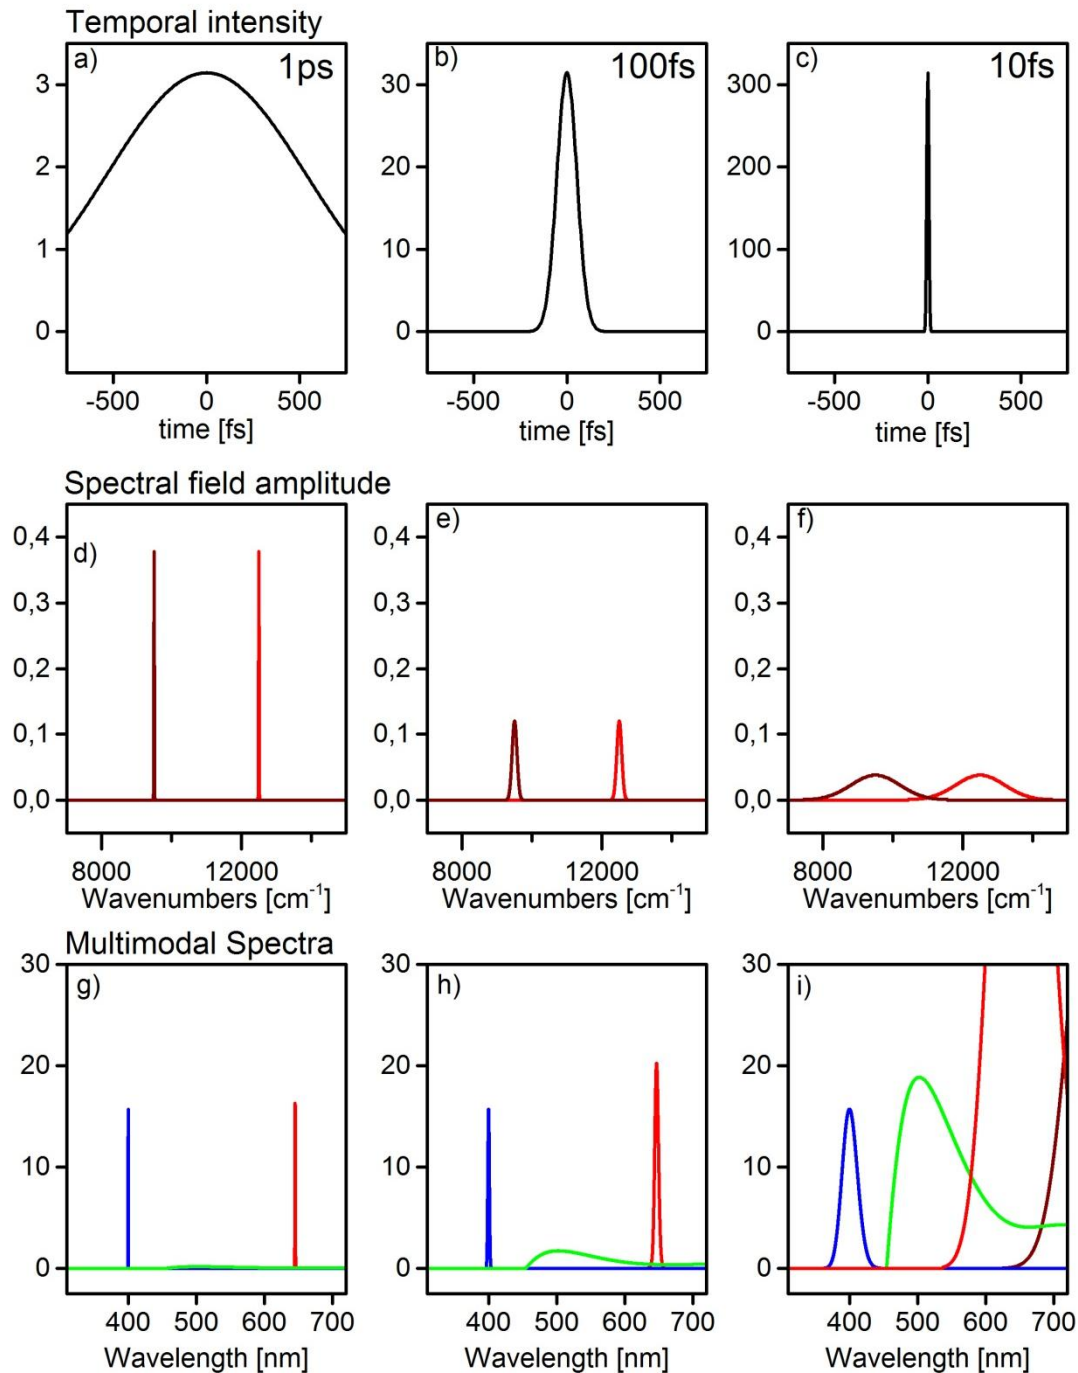 Temporal intensity
a) 1ps b) 100fs c) 10fs
3 30 300
2 20 200
1 10 100
0 0 0
-500 0 500 -500 0 500 -500 0 500
time [fs] time [fs] time [fs]
Spectral field amplitude
d) e) f)
0,4 0,4 0,4
0,3 0,3 0,3
0,2 0,2 0,2
0,1 0,1 0,1
0,0 0,0 0,0
8000 12000 8000 12000 8000 12000
Wavenumbers [cm⁻¹] Wavenumbers [cm⁻¹] Wavenumbers [cm⁻¹]
Multimodal Spectra
30 30 30
g) h) i)
20 20 20
10 10 10
0 0 0
400 500 600 700 400 500 600 700 400 500 600 700
Wavelength [nm] Wavelength [nm] Wavelength [nm]